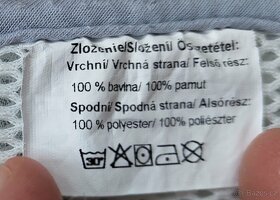 Zloženie/Složení/ Összetétel:
Vrchní/ Vrchná strana/ Felső rész:
100 % bavlna/ 100% pamut
Spodní/ Spodná strana/ Alsórész:
100 % polyester/ 100% poliészter
30°